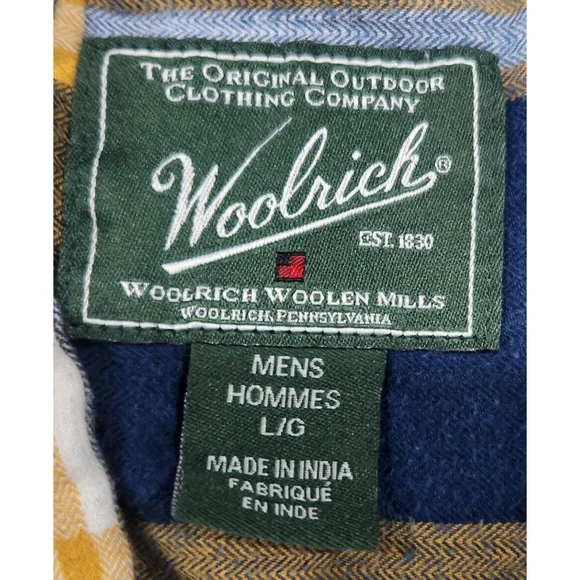 THE ORIGINAL OUTDOOR
CLOTHING COMPANY
Woolrich®
EST. 1830
WOOLRICH WOOLEN MILLS
WOOLRICH, PENNSYLVANIA
MENS
HOMMES
L/G
MADE IN INDIA
FABRIQUÉ
EN INDE